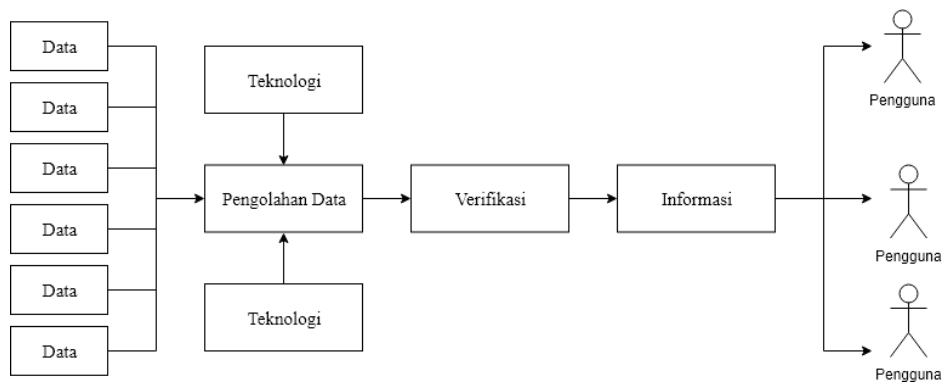 Data
Data
Data
Data
Data
Data
Teknologi
Pengolahan Data
Teknologi
Verifikasi
Informasi
Pengguna
Pengguna
Pengguna